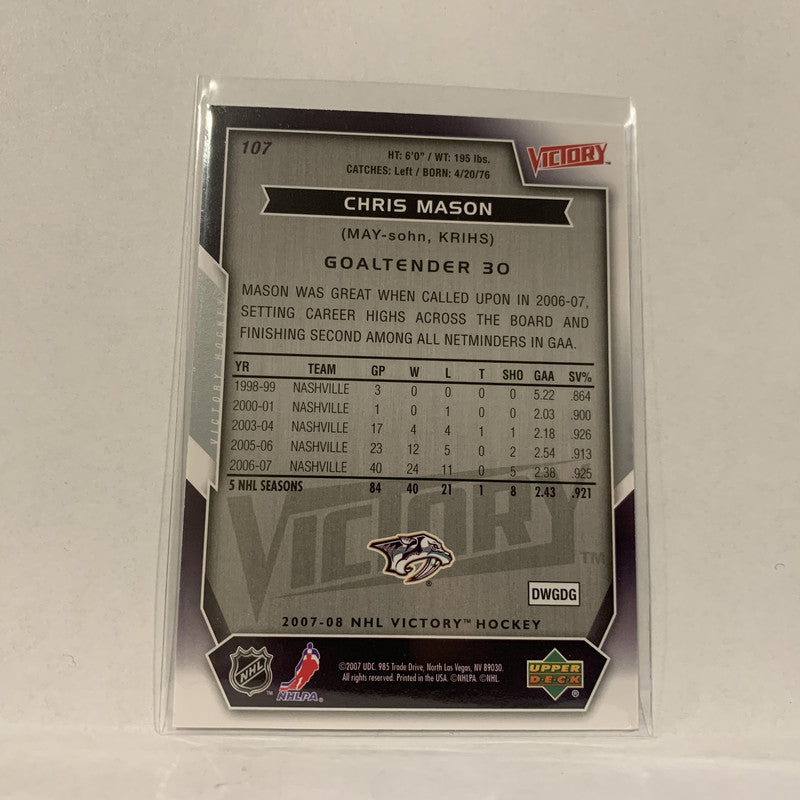 107
HT: 6'0" / WT: 195 lbs.
CATCHES: Left / BORN: 4/20/76
VICTORY™
CHRIS MASON
(MAY-sohn, KRIHS)
GOALTENDER 30
MASON WAS GREAT WHEN CALLED UPON IN 2006-07,
SETTING CAREER HIGHS ACROSS THE BOARD AND
FINISHING SECOND AMONG ALL NETMINDERS IN GAA.
YR TEAM GP W L T SHO GAA SV%
1998-99 NASHVILLE 3 0 0 0 0 5.22 .864
2000-01 NASHVILLE 1 0 1 0 0 2.03 .900
2003-04 NASHVILLE 17 4 4 1 1 2.18 .926
2005-06 NASHVILLE 23 12 5 0 2 2.54 .913
2006-07 NASHVILLE 40 24 11 0 5 2.38 .925
5 NHL SEASONS 84 40 21 1 8 2.43 .921
VICTORY™
VICTORY HOCKEY
DWGDG
2007-08 NHL VICTORY™ HOCKEY
NHL
NHLPA®
©2007 UDC. 985 Trade Drive, North Las Vegas, NV 89030.
All rights reserved. Printed in the USA. ©NHLPA. ©NHL.
UPPER
DECK®